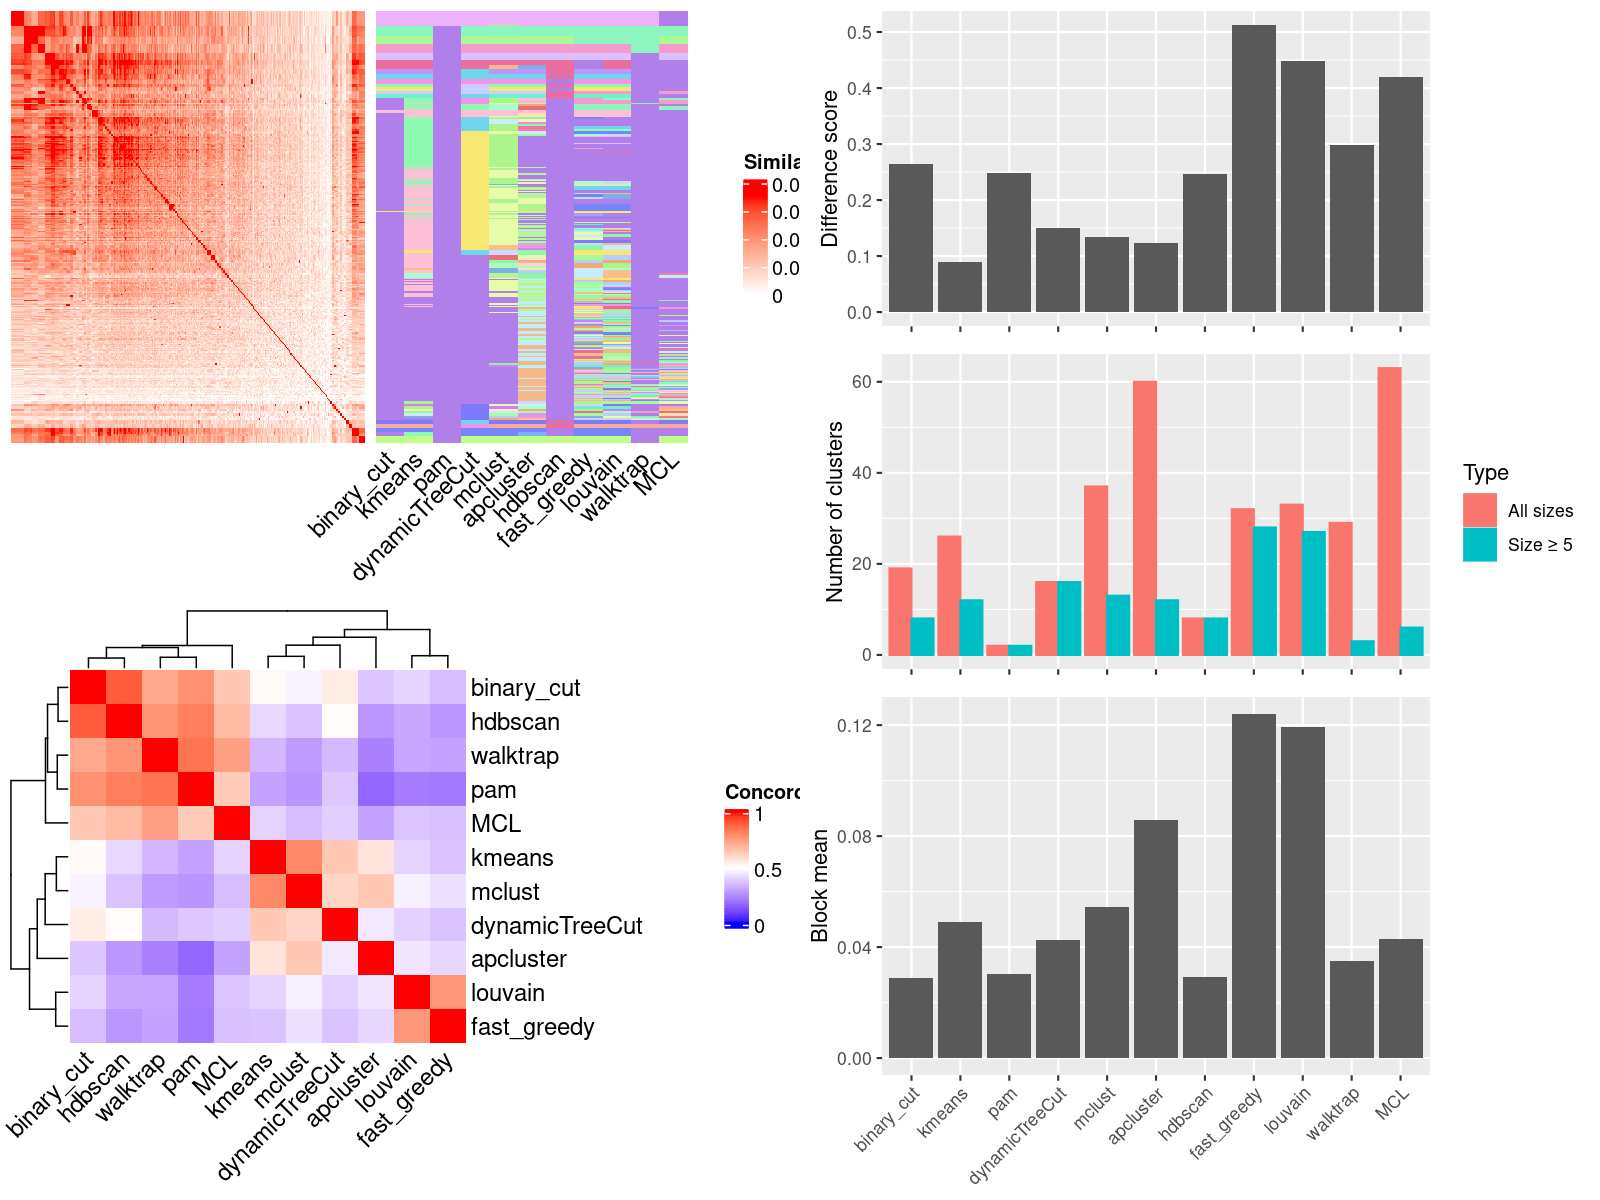 Simila
0.0
0.0
0.0
0.0
0
binary_cut
kmeans
pam
dynamicTreeCut
mclust
apcluster
hdbscan
fast_greedy
louvain
walktrap
MCL
binary_cut
hdbscan
walktrap
pam
MCL
kmeans
mclust
dynamicTreeCut
apcluster
louvain
fast_greedy
binary_cut
hdbscan
walktrap
pam
MCL
kmeans
mclust
dynamicTreeCut
apcluster
louvain
fast_greedy
Concord
1
0.5
0
Difference score
0.5
0.4
0.3
0.2
0.1
0.0
Number of clusters
60
40
20
0
Type
All sizes
Size ≥ 5
Block mean
0.12
0.08
0.04
0.00
binary_cut
kmeans
pam
dynamicTreeCut
mclust
apcluster
hdbscan
fast_greedy
louvain
walktrap
MCL